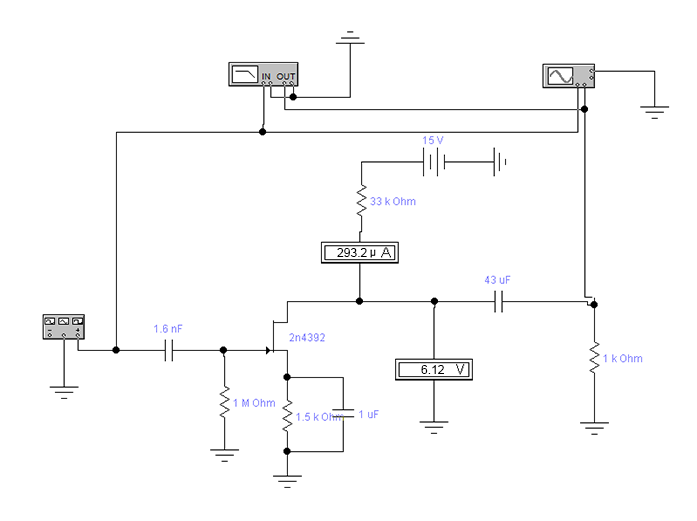 IN OUT
15 V
33 k Ohm
293.2 µ A
43 uF
1.6 nF
2n4392
6.12 V
1 k Ohm
1 M Ohm
1.5 k Ohm
1 uF